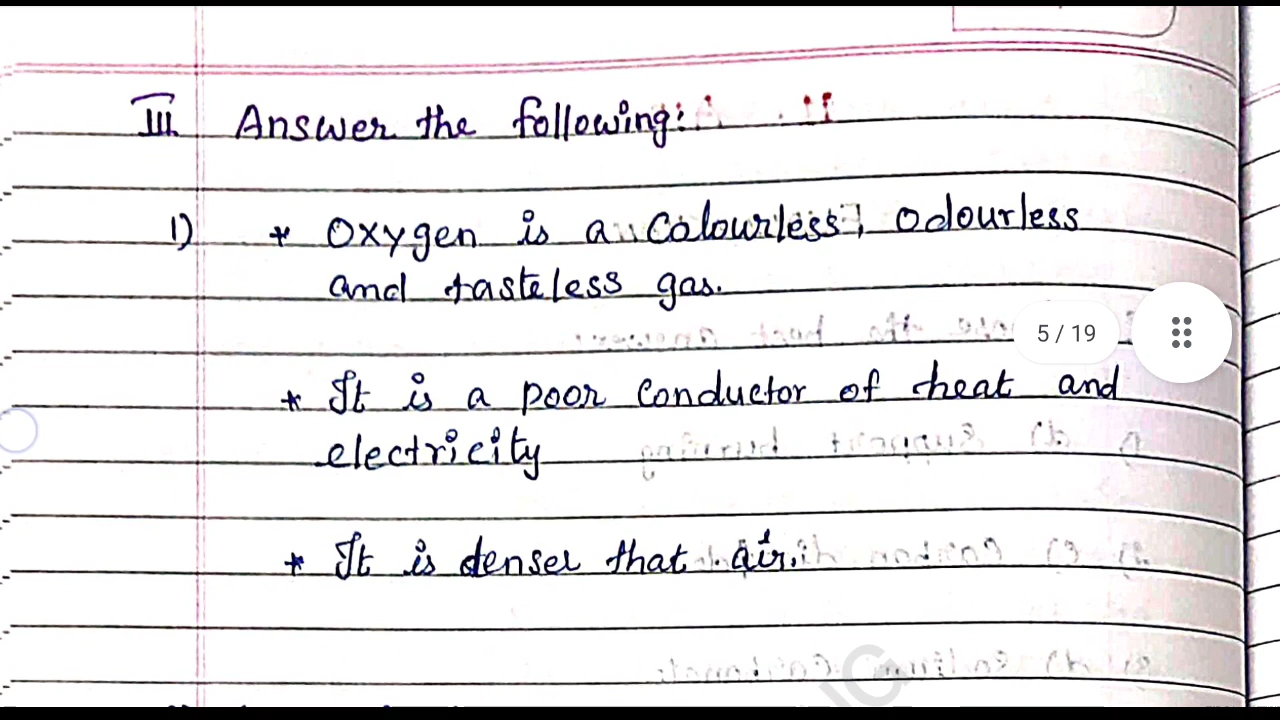 III. Answer the following:
1) * Oxygen is a colourless, odourless
and tasteless gas.
5 / 19
* It is a poor conductor of heat and
electricity
* It is denser that air.